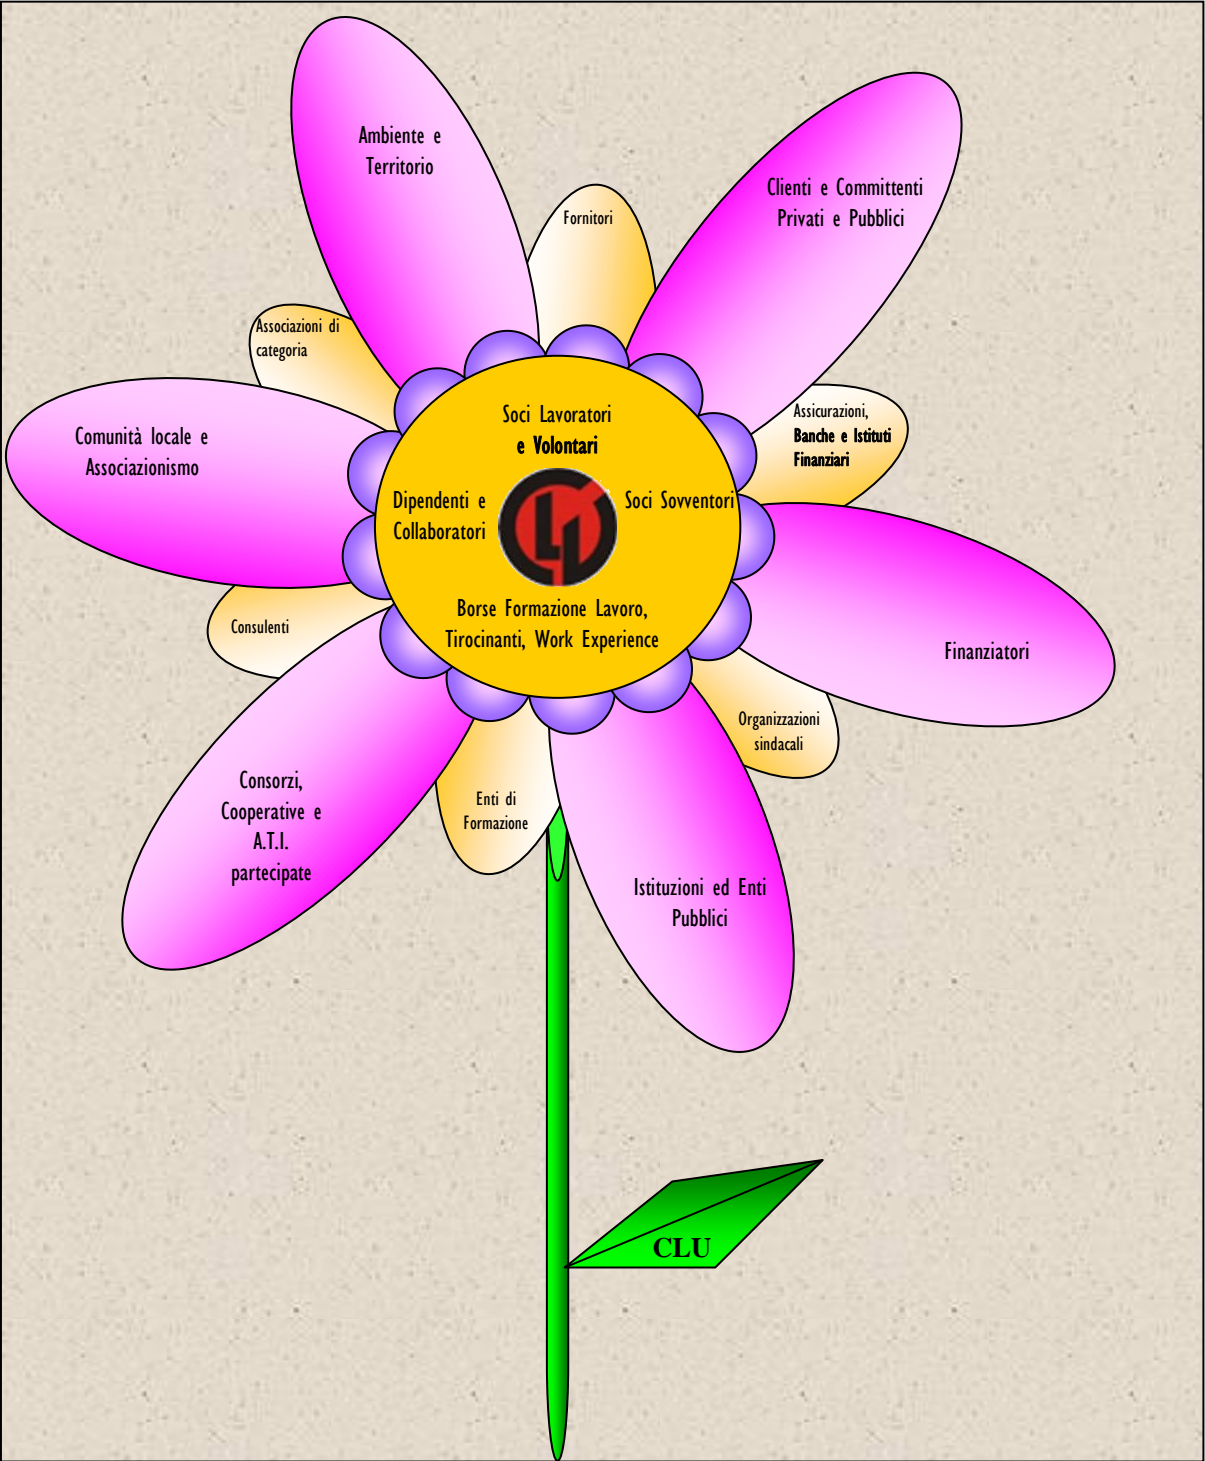 Ambiente e
Territorio
Clienti e Committenti
Privati e Pubblici
Fornitori
Associazioni di
categoria
Assicurazioni,
Banche e Istituti
Finanziari
Comunità locale e
Associazionismo
Soci Lavoratori
e Volontari
Dipendenti e
Collaboratori
Soci Sovventori
Borse Formazione Lavoro,
Tirocinanti, Work Experience
Consulenti
Finanziatori
Organizzazioni
sindacali
Consorzi,
Cooperative e
A.T.I.
partecipate
Enti di
Formazione
Istituzioni ed Enti
Pubblici
CLU